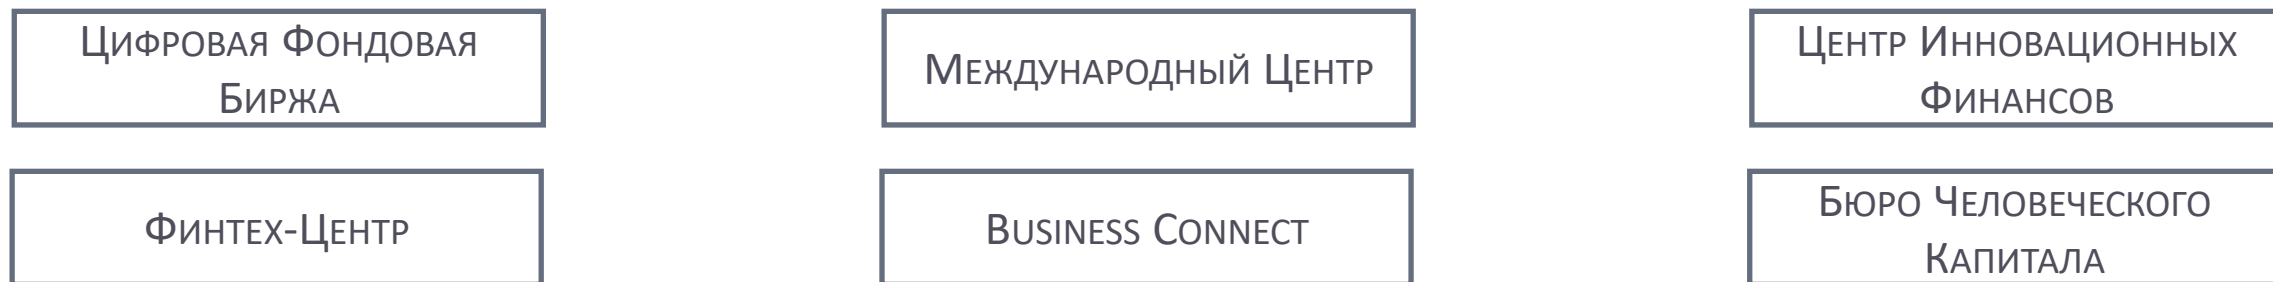 Цифровая Фондовая
Биржа
Международный Центр
Центр Инновационных
Финансов
Финтех-Центр
Business Connect
Бюро Человеческого
Капитала